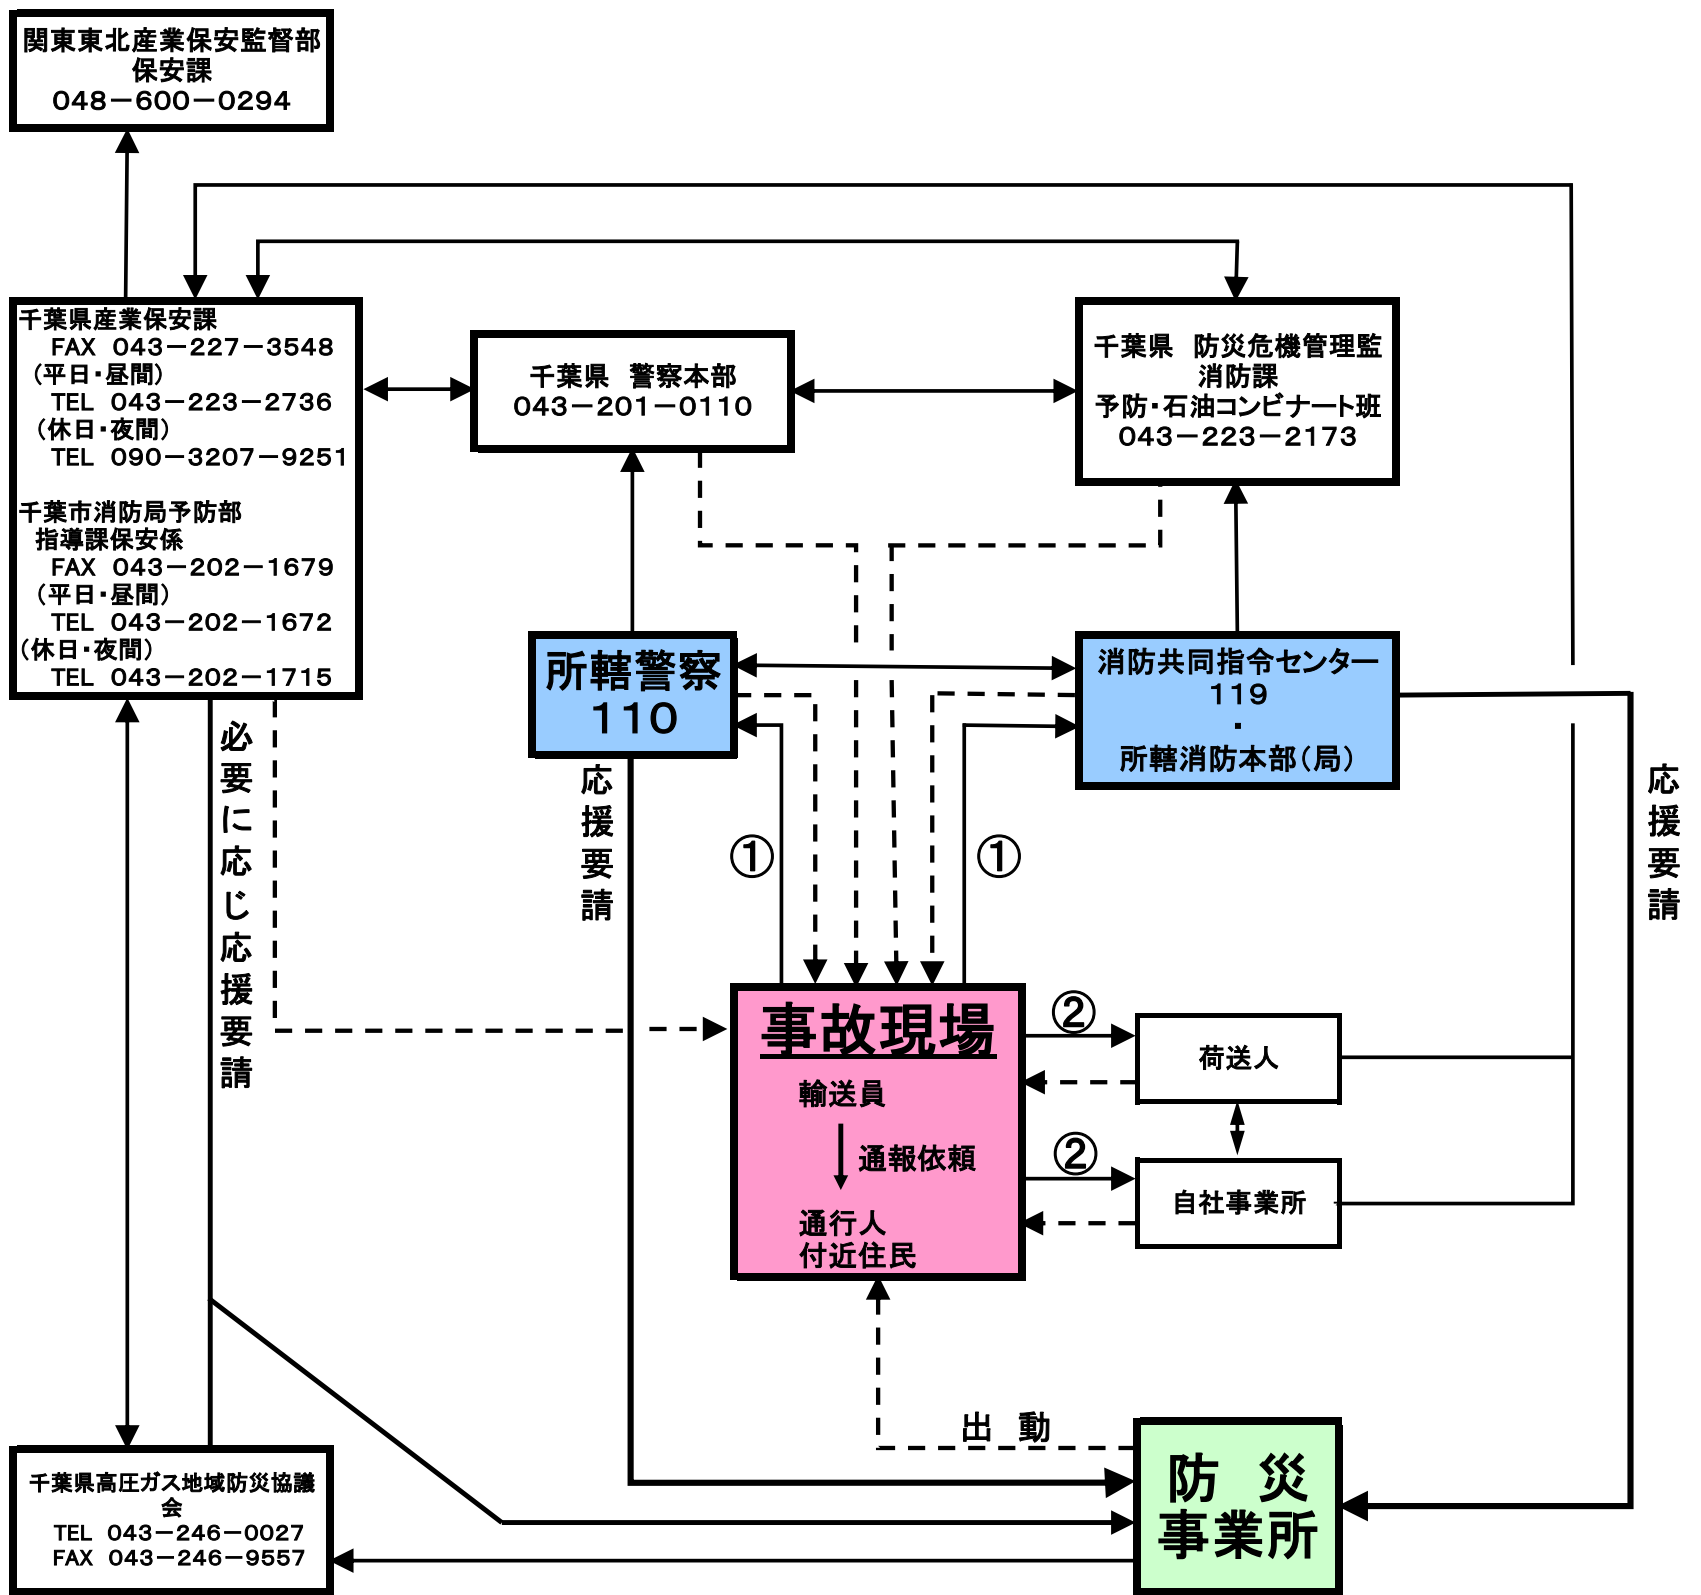 関東東北産業保安監督部
保安課
048-600-0294
千葉県産業保安課
FAX 043-227-3548
(平日・昼間)
TEL 043-223-2736
(休日・夜間)
TEL 090-3207-9251
千葉市消防局予防部
指導課保安係
FAX 043-202-1679
(平日・昼間)
TEL 043-202-1672
(休日・夜間)
TEL 043-202-1715
千葉県 警察本部
043-201-0110
千葉県 防災危機管理監
消防課
予防・石油コンビナート班
043-223-2173
所轄警察
110
消防共同指令センター
119
・
所轄消防本部(局)
必要に応じ応援要請
応援要請
応援要請
①
①
事故現場
輸送員
通報依頼
通行人
付近住民
②
荷送人
②
自社事業所
出 動
防 災
事業所
千葉県高圧ガス地域防災協議
会
TEL 043-246-0027
FAX 043-246-9557